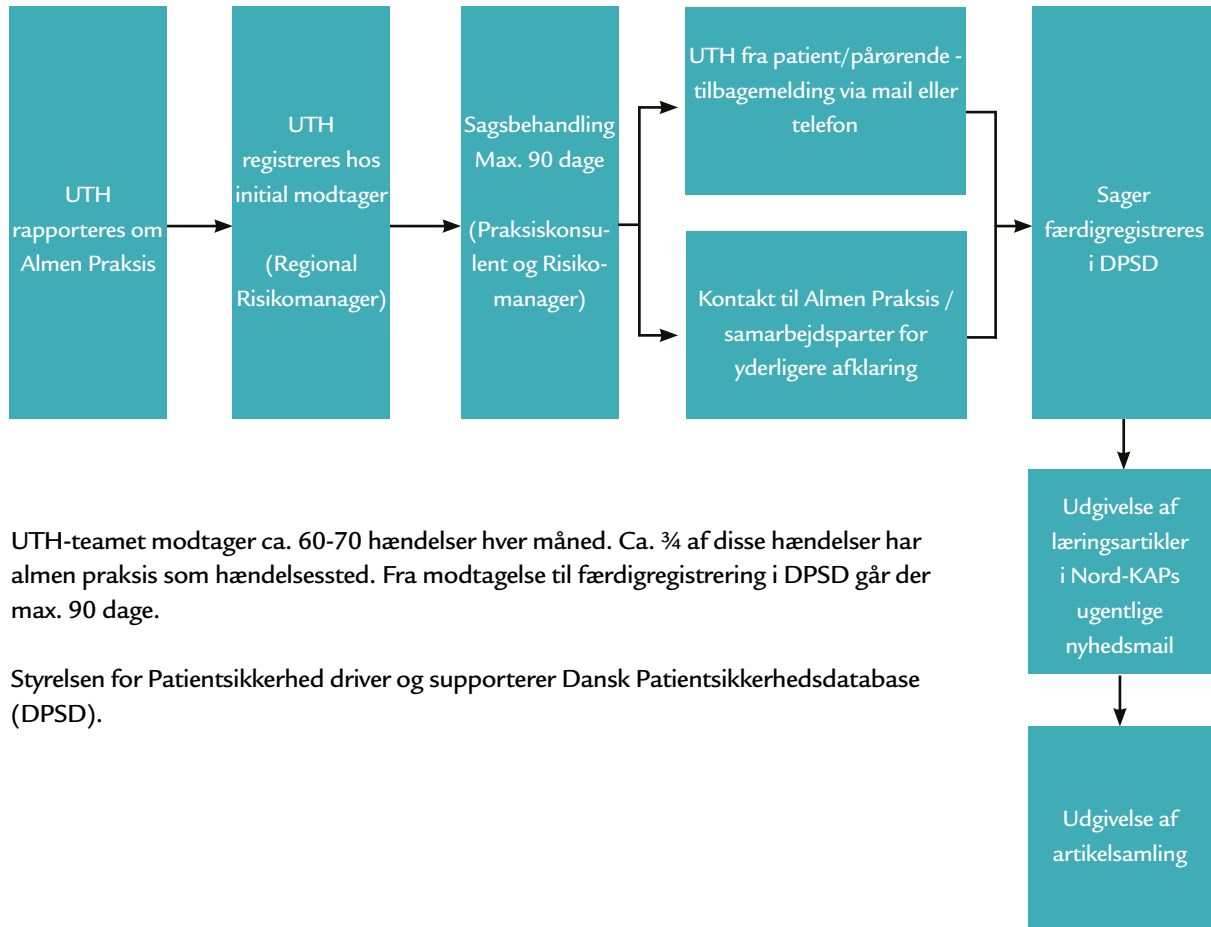 UTH
rapporteres om
Almen Praksis
UTH
registreres hos
initial modtager
(Regional
Risikomanager)
Sagsbehandling
Max. 90 dage
(Praksiskonsu-
lent og Risiko-
manager)
UTH fra patient/pårørende -
tilbagemelding via mail eller
telefon
Kontakt til Almen Praksis /
samarbejdsparter for
yderligere afklaring
Sager
færdigregistreres
i DPSD
Udgivelse af
læringsartikler
i Nord-KAPs
ugentlige
nyhedsmail
Udgivelse af
artikelsamling
UTH-teamet modtager ca. 60-70 hændelser hver måned. Ca. ¾ af disse hændelser har
almen praksis som hændelsessted. Fra modtagelse til færdigregistrering i DPSD går der
max. 90 dage.
Styrelsen for Patientsikkerhed driver og supporterer Dansk Patientsikkerhedsdatabase
(DPSD).